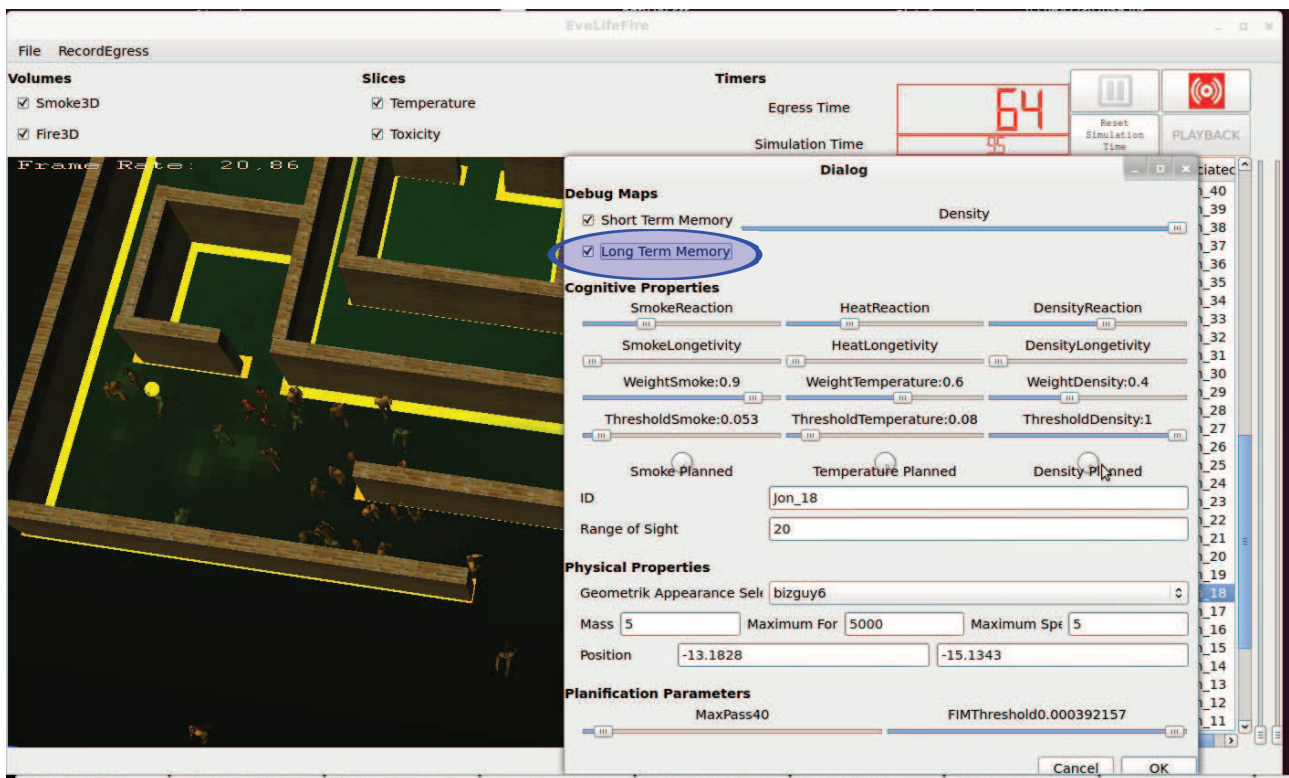 EveLifeFire
File RecordEgress
Volumes Slices Timers
Smoke3D Temperature Egress Time 64
Fire3D Toxicity Simulation Time 95
Reset Simulation Time PLAYBACK
Frame Rate: 20,86
Dialog
Debug Maps
Short Term Memory Density
Long Term Memory
Cognitive Properties
SmokeReaction HeatReaction DensityReaction
SmokeLongetivity HeatLongetivity DensityLongetivity
WeightSmoke:0.9 WeightTemperature:0.6 WeightDensity:0.4
ThresholdSmoke:0.053 ThresholdTemperature:0.08 ThresholdDensity:1
Smoke Planned Temperature Planned Density Planned
ID Jon_18
Range of Sight 20
Physical Properties
Geometrik Appearance Sele bizguy6
Mass 5 Maximum For 5000 Maximum Spe 5
Position -13.1828 -15.1343
Planification Parameters
MaxPass40 FIMThreshold0.000392157
Cancel OK
ciated
_40
_39
_38
_37
_36
_35
_34
_33
_32
_31
_30
_29
_28
_27
_26
_25
_24
_23
_22
_21
_20
_19
_18
_17
_16
_15
_14
_13
_12
_11